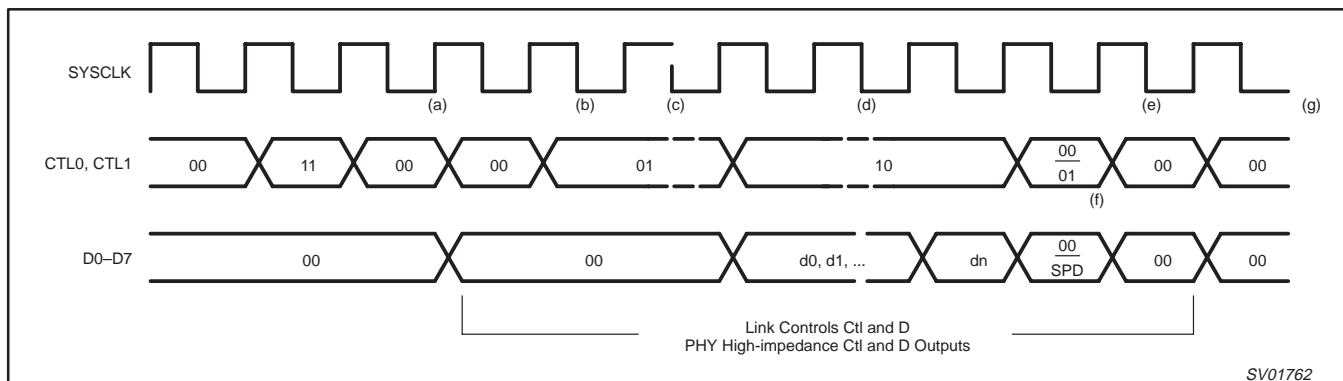 SYSCLK
(a) (b) (c) (d) (e) (g)
CTL0, CTL1 00 11 00 00 01 10 00 00 00
01
(f)
D0–D7 00 00 d0, d1, ... dn 00 00 00
SPD
Link Controls Ctl and D
PHY High-impedance Ctl and D Outputs
SV01762